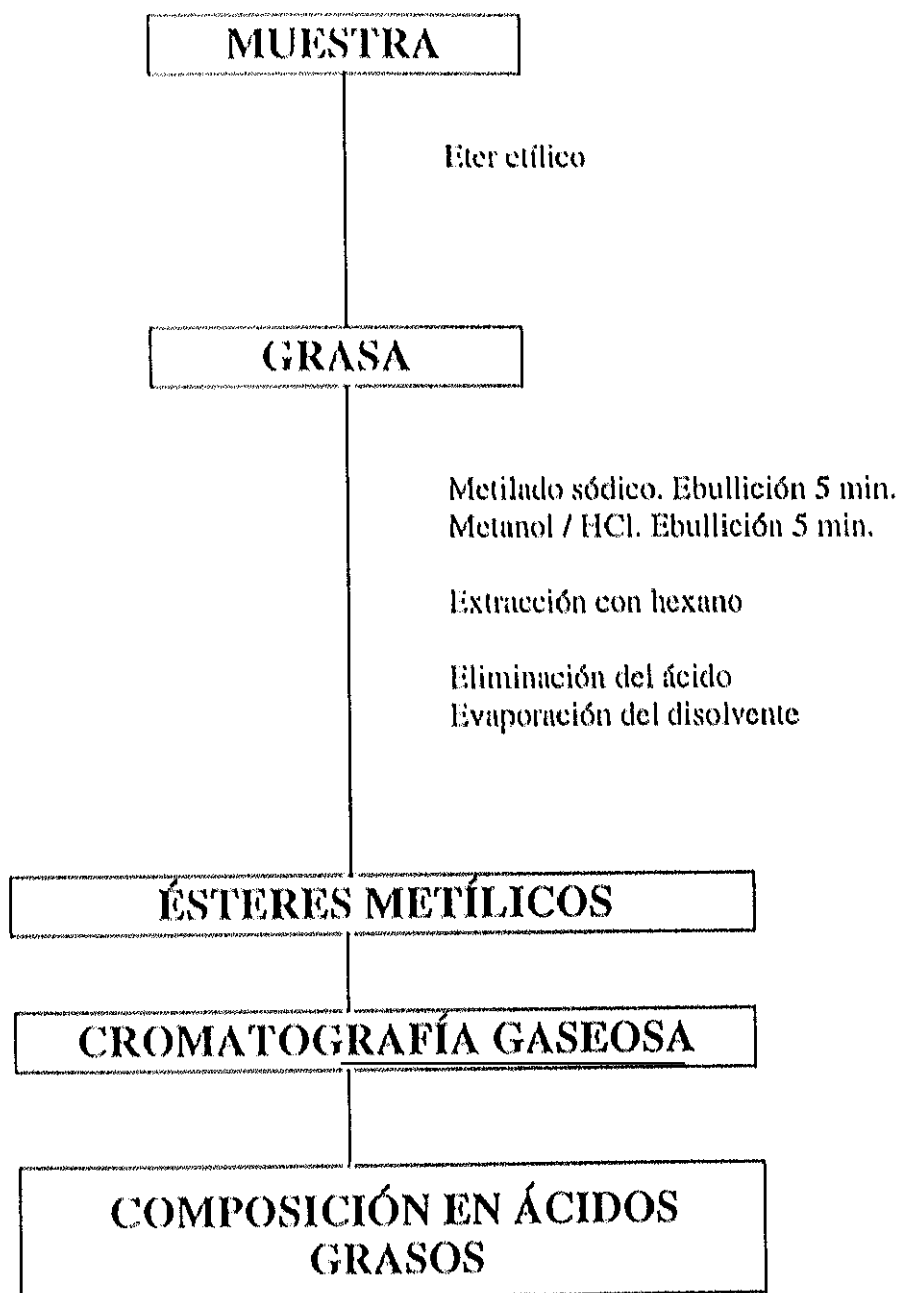 MUESTRA
Eter etílico
GRASA
Metilado sódico. Ebullición 5 min.
Metanol / HCl. Ebullición 5 min.
Extracción con hexano
Eliminación del ácido
Evaporación del disolvente
ÉSTERES METÍLICOS
CROMATOGRAFÍA GASEOSA
COMPOSICIÓN EN ÁCIDOS
GRASOS